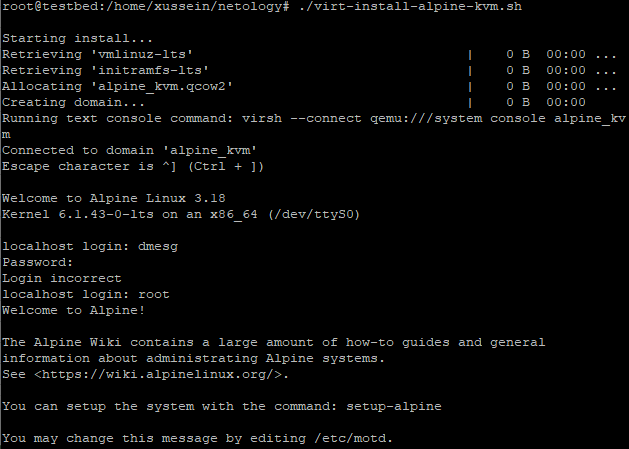 root@testbed:/home/xussein/netology# ./virt-install-alpine-kvm.sh
Starting install...
Retrieving 'vmlinuz-lts' | 0 B 00:00 ...
Retrieving 'initramfs-lts' | 0 B 00:00 ...
Allocating 'alpine_kvm.qcow2' | 0 B 00:00 ...
Creating domain... | 0 B 00:00
Running text console command: virsh --connect qemu:///system console alpine_kv
m
Connected to domain 'alpine_kvm'
Escape character is ^] (Ctrl + ])
Welcome to Alpine Linux 3.18
Kernel 6.1.43-0-lts on an x86_64 (/dev/ttyS0)
localhost login: dmesg
Password:
Login incorrect
localhost login: root
Welcome to Alpine!
The Alpine Wiki contains a large amount of how-to guides and general
information about administrating Alpine systems.
See <https://wiki.alpinelinux.org/>.
You can setup the system with the command: setup-alpine
You may change this message by editing /etc/motd.